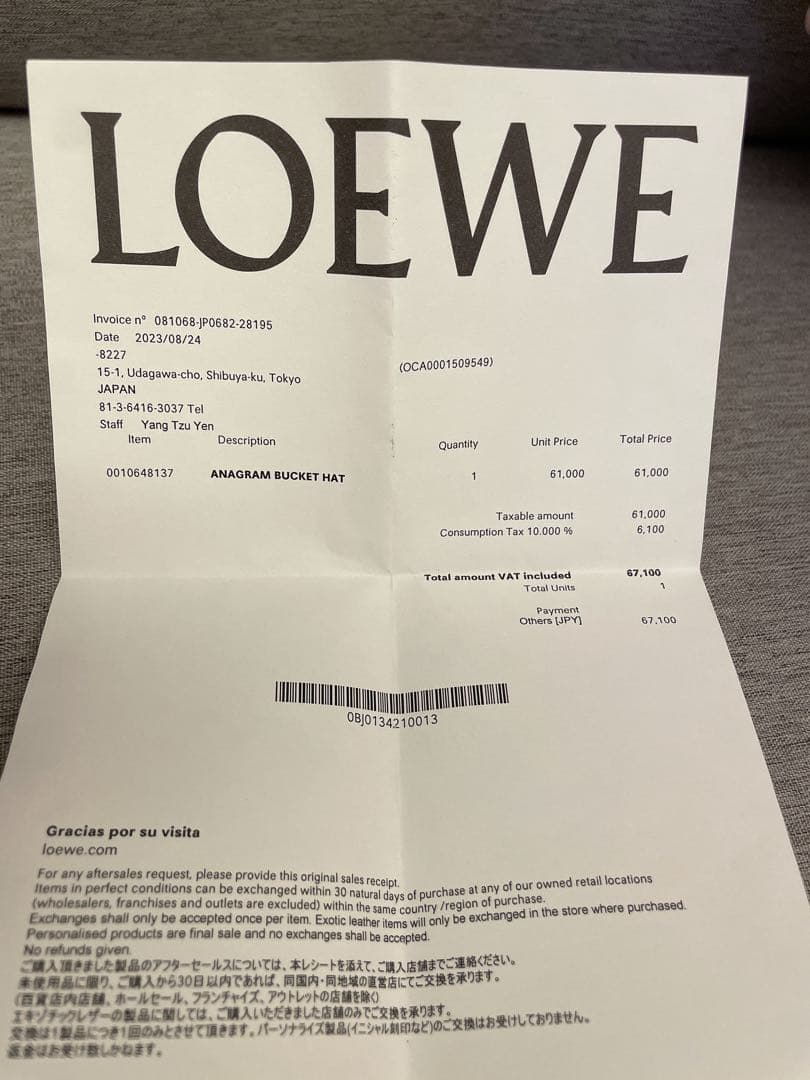 LOEWE
Invoice nº 081068-JP0682-28195
Date 2023/08/24
-8227
(OCA0001509549)
15-1, Udagawa-cho, Shibuya-ku, Tokyo
JAPAN
81-3-6416-3037 Tel
Staff Yang Tzu Yen
Item Description Quantity Unit Price Total Price
0010648137 ANAGRAM BUCKET HAT 1 61,000 61,000
Taxable amount 61,000
Consumption Tax 10.000 % 6,100
Total amount VAT included 67,100
Total Units 1
Payment
Others [JPY] 67,100
0BJ0134210013
Gracias por su visita
loewe.com
For any aftersales request, please provide this original sales receipt.
Items in perfect conditions can be exchanged within 30 natural days of purchase at any of our owned retail locations
(wholesalers, franchises and outlets are excluded) within the same country /region of purchase.
Exchanges shall only be accepted once per item. Exotic leather items will only be exchanged in the store where purchased.
Personalised products are final sale and no exchanges shall be accepted.
No refunds given.
ご購入頂きました製品のアフターセールスについては、本レシートを添えて、ご購入店舗までご連絡ください。
未使用品に限り、ご購入から30日以内であれば、同国内・同地域の直営店にてご交換を承ります。
(百貨店内店舗、ホールセール、フランチャイズ、アウトレットの店舗を除く)
エキゾチックレザーの製品に関しては、ご購入いただきました店舗のみでご交換を承ります。
交換は1製品につき1回のみとさせて頂きます。パーソナライズ製品(イニシャル刻印など)のご交換はお受けしておりません。
返金はお受け致しかねます。